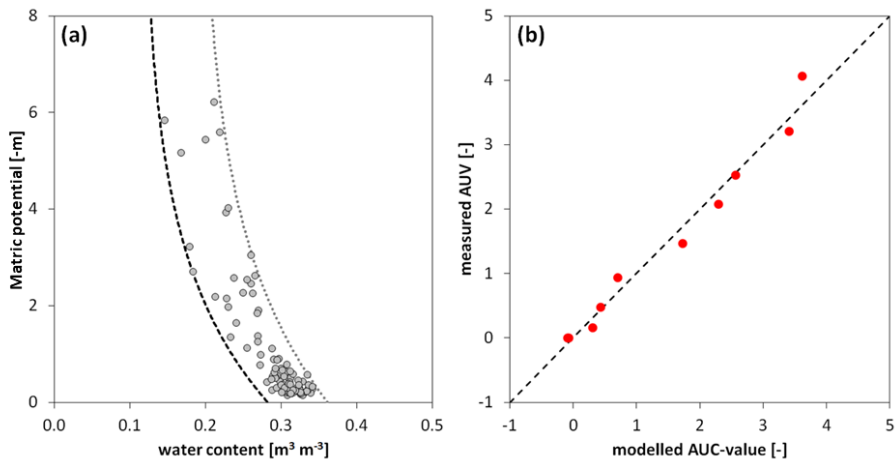 (a)
8
6
4
2
0
Matric potential [-m]
0.0 0.1 0.2 0.3 0.4 0.5
water content [m³ m⁻³]
(b)
5
4
3
2
1
0
-1
measured AUV [-]
-1 0 1 2 3 4 5
modelled AUC-value [-]